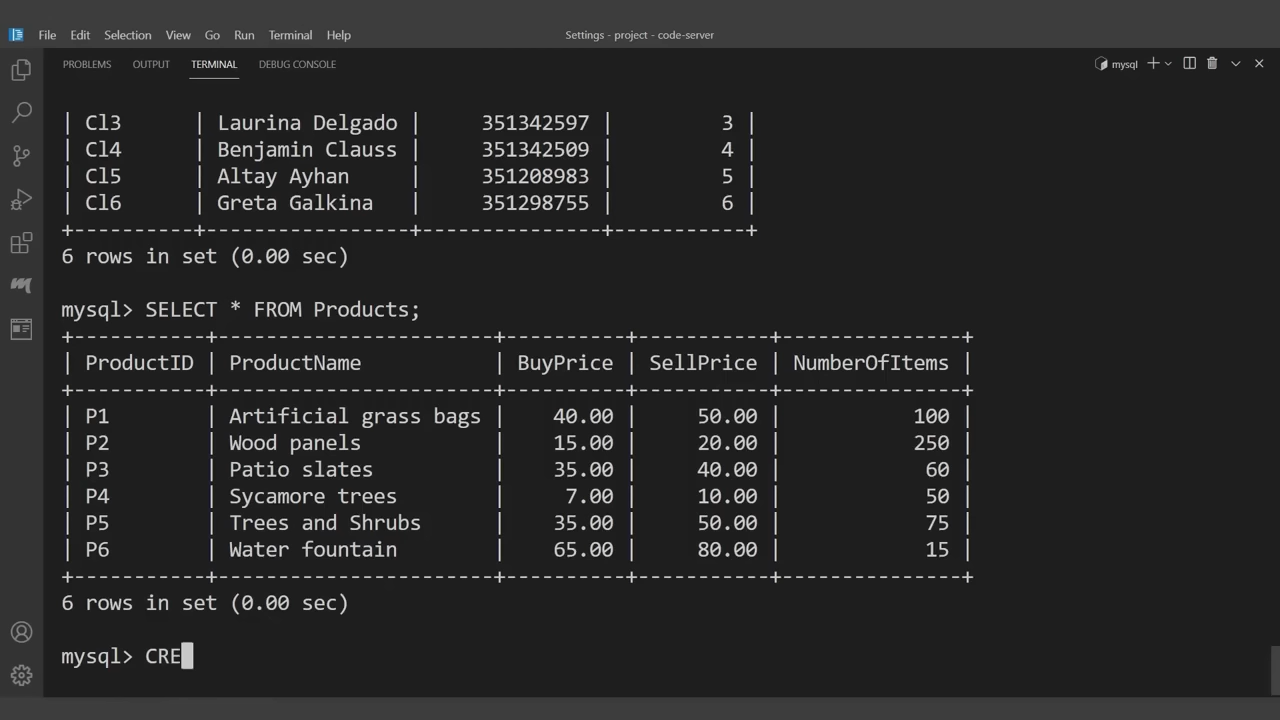 File Edit Selection View Go Run Terminal Help Settings - project - code-server
PROBLEMS OUTPUT TERMINAL DEBUG CONSOLE mysql
| Cl3 | Laurina Delgado | 351342597 | 3 |
| Cl4 | Benjamin Clauss | 351342509 | 4 |
| Cl5 | Altay Ayhan | 351208983 | 5 |
| Cl6 | Greta Galkina | 351298755 | 6 |
+----------+-----------------+---------------+-----------+
6 rows in set (0.00 sec)
mysql> SELECT * FROM Products;
+-----------+-----------------------+----------+-----------+---------------+
| ProductID | ProductName | BuyPrice | SellPrice | NumberOfItems |
+-----------+-----------------------+----------+-----------+---------------+
| P1 | Artificial grass bags | 40.00 | 50.00 | 100 |
| P2 | Wood panels | 15.00 | 20.00 | 250 |
| P3 | Patio slates | 35.00 | 40.00 | 60 |
| P4 | Sycamore trees | 7.00 | 10.00 | 50 |
| P5 | Trees and Shrubs | 35.00 | 50.00 | 75 |
| P6 | Water fountain | 65.00 | 80.00 | 15 |
+-----------+-----------------------+----------+-----------+---------------+
6 rows in set (0.00 sec)
mysql> CRE